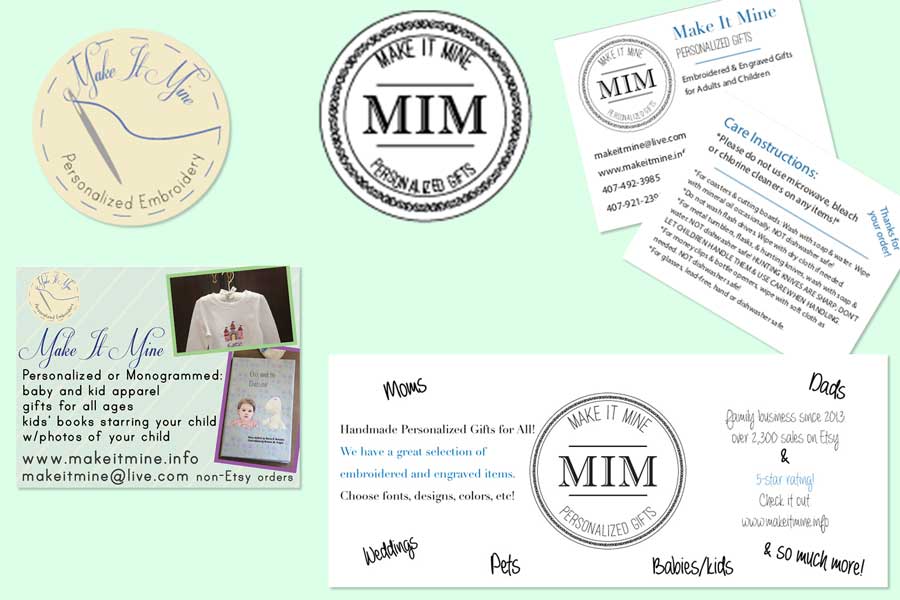 Make It Mine
Personalized Embroidery
MAKE IT MINE
MIM
PERSONALIZED GIFTS
Make It Mine
PERSONALIZED GIFTS
Embroidered & Engraved Gifts
for Adults and Children
MAKE IT MINE
MIM
PERSONALIZED GIFTS
makeitmine@live.com
www.makeitmine.inf
407-492-3985
407-921-239
Care Instructions:
*Please do not use microwave, bleach
or chlorine cleaners on any items!*
*For coasters & cutting boards: Wash with soap & water. Wipe
with mineral oil occasionally. NOT dishwasher safe!
*Do not wash flash drives. Wipe with dry cloth if needed
*For metal tumblers, flasks, & hunting knives, wash with soap &
water. NOT dishwasher safe! HUNTING KNIVES ARE SHARP, DON'T
LET CHILDREN HANDLE THEM & USE CARE WHEN HANDLING.
*For money clips & bottle openers, wipe with soft cloth as
needed. NOT dishwasher safe!
*For glasses, lead-free, hand or dishwasher safe.
Thanks for
your order!
Make It Mine
Personalized Embroidery
Make It Mine
Personalized or Monogrammed:
baby and kid apparel
gifts for all ages
kids' books starring your child
w/photos of your child
www.makeitmine.info
makeitmine@live.com non-Etsy orders
Moms
Dads
Handmade Personalized Gifts for All!
We have a great selection of
embroidered and engraved items.
Choose fonts, designs, colors, etc!
MAKE IT MINE
MIM
PERSONALIZED GIFTS
family business since 2013
over 2,300 sales on Etsy
&
5-star rating!
Check it out
www.makeitmine.info
Weddings
Pets
Babies/kids
& so much more!